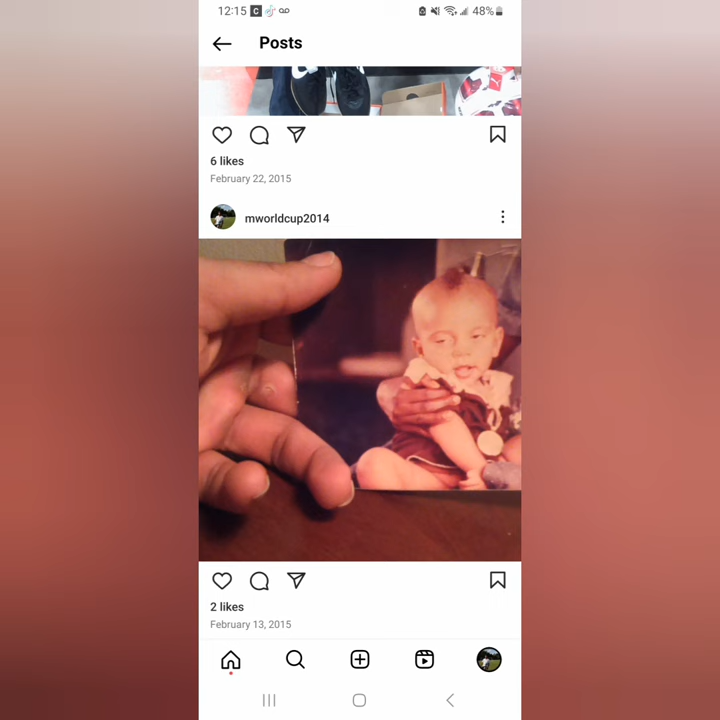 12:15
48%
Posts
6 likes
February 22, 2015
mworldcup2014
2 likes
February 13, 2015